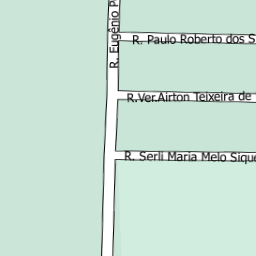 R. Eugênio P
R. Paulo Roberto dos S
R.Ver.Airton Teixeira de
R. Serli Maria Melo Sique